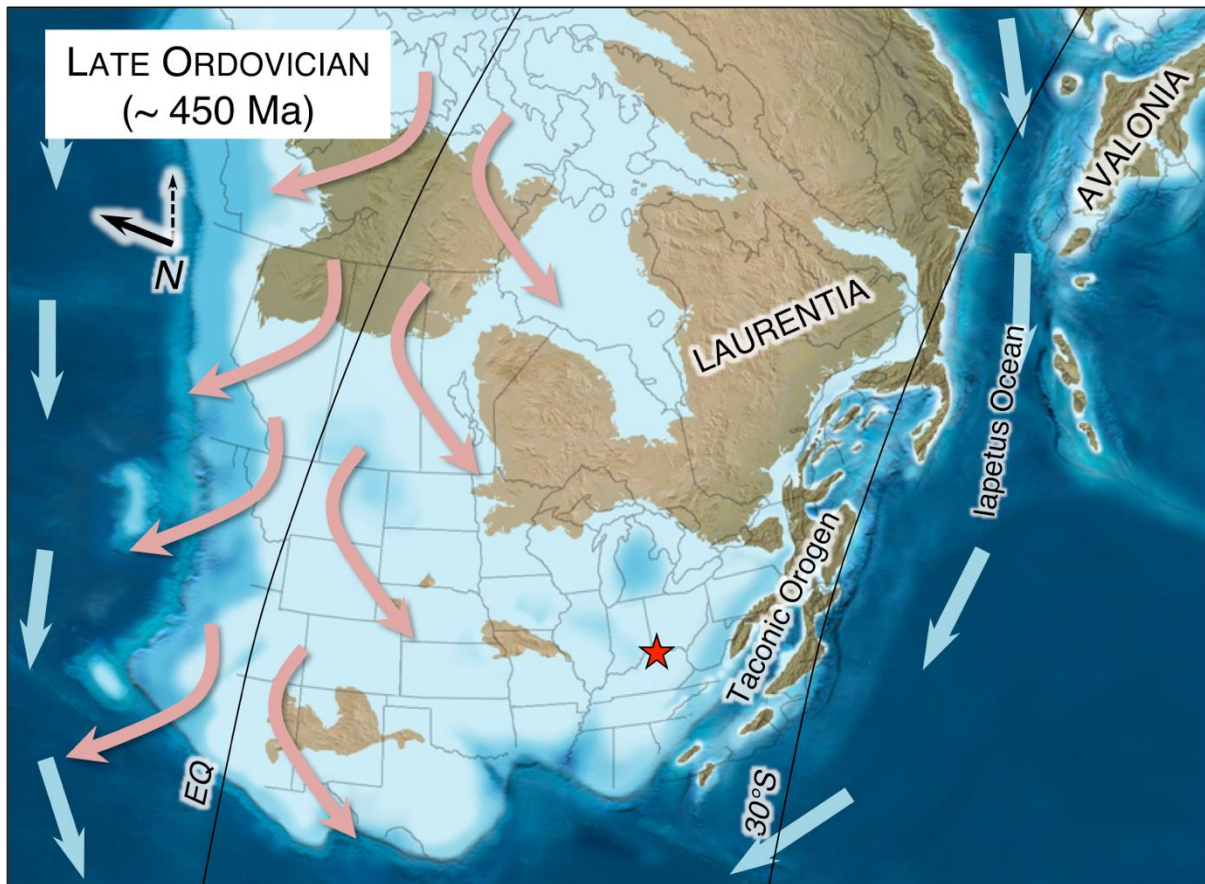 LATE ORDOVICIAN
(~ 450 Ma)
N
AVALONIA
LAURENTIA
Iapetus Ocean
Taconic Orogen
EQ
30°S